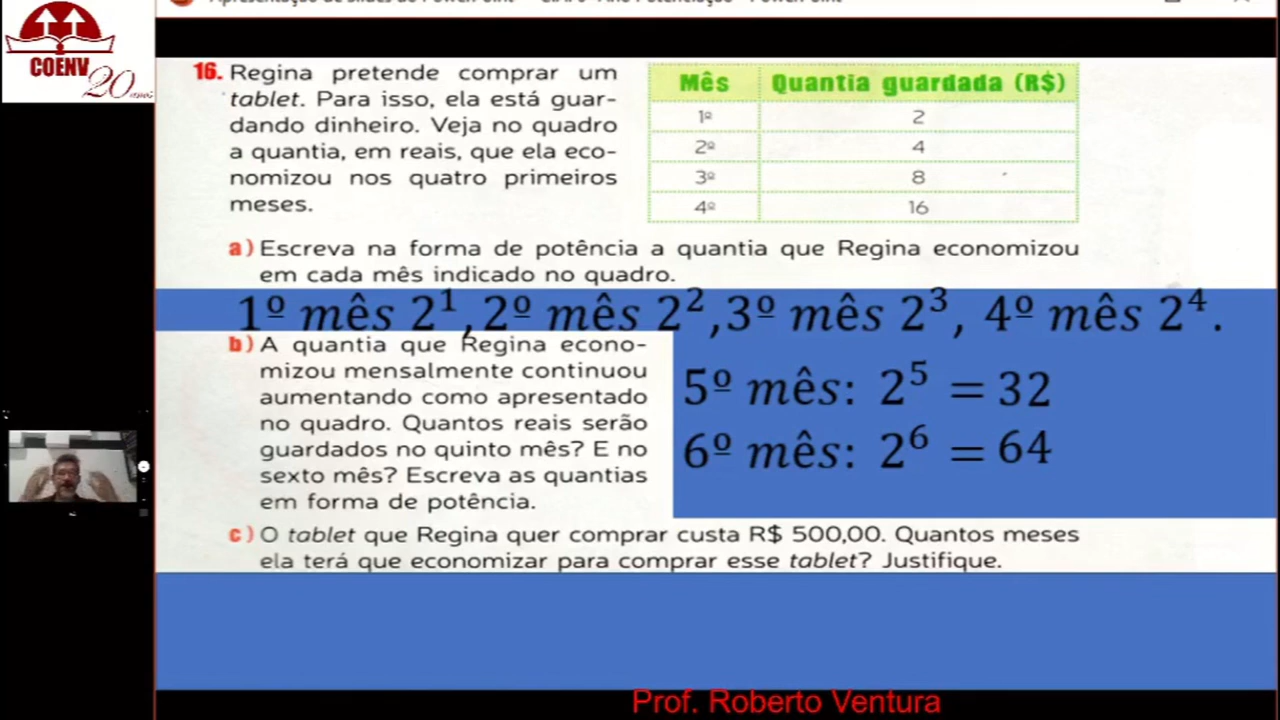 Apresentação de slides do PowerPoint
PowerPoint
COENV
20 anos
16. Regina pretende comprar um
tablet. Para isso, ela está guar-
dando dinheiro. Veja no quadro
a quantia, em reais, que ela eco-
nomizou nos quatro primeiros
meses.
Mês Quantia guardada (R$)
1º 2
2º 4
3º 8
4º 16
a) Escreva na forma de potência a quantia que Regina economizou
em cada mês indicado no quadro.
1º mês 2¹, 2º mês 2², 3º mês 2³, 4º mês 2⁴.
b) A quantia que Regina econo-
mizou mensalmente continuou
aumentando como apresentado
no quadro. Quantos reais serão
guardados no quinto mês? E no
sexto mês? Escreva as quantias
em forma de potência.
5º mês: 2⁵ = 32
6º mês: 2⁶ = 64
c) O tablet que Regina quer comprar custa R$ 500,00. Quantos meses
ela terá que economizar para comprar esse tablet? Justifique.
Prof. Roberto Ventura